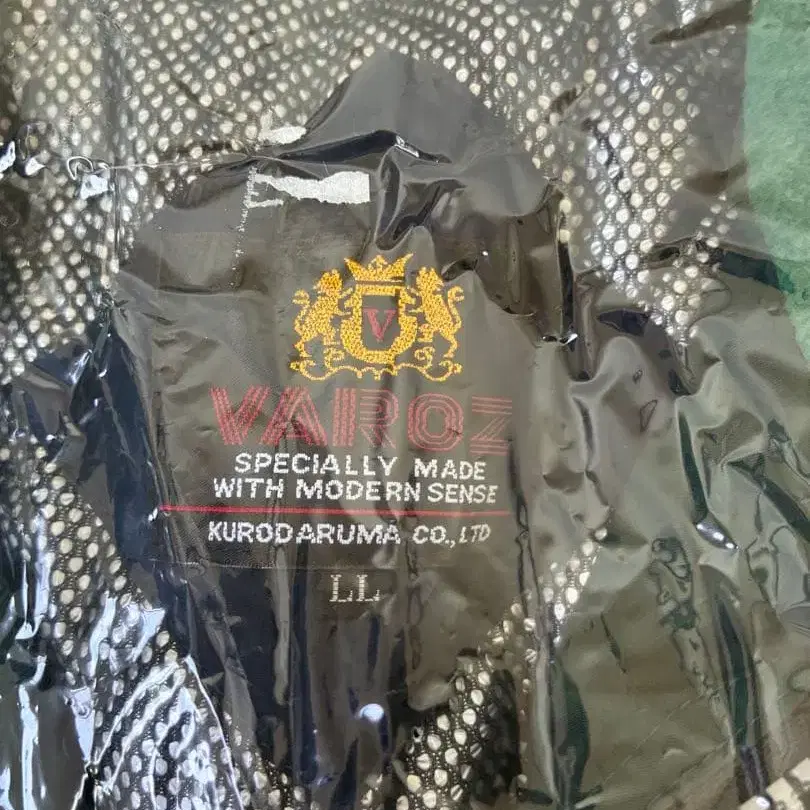 V
VAROZ
SPECIALLY MADE
WITH MODERN SENSE
KURODARUMA CO., LTD
LL